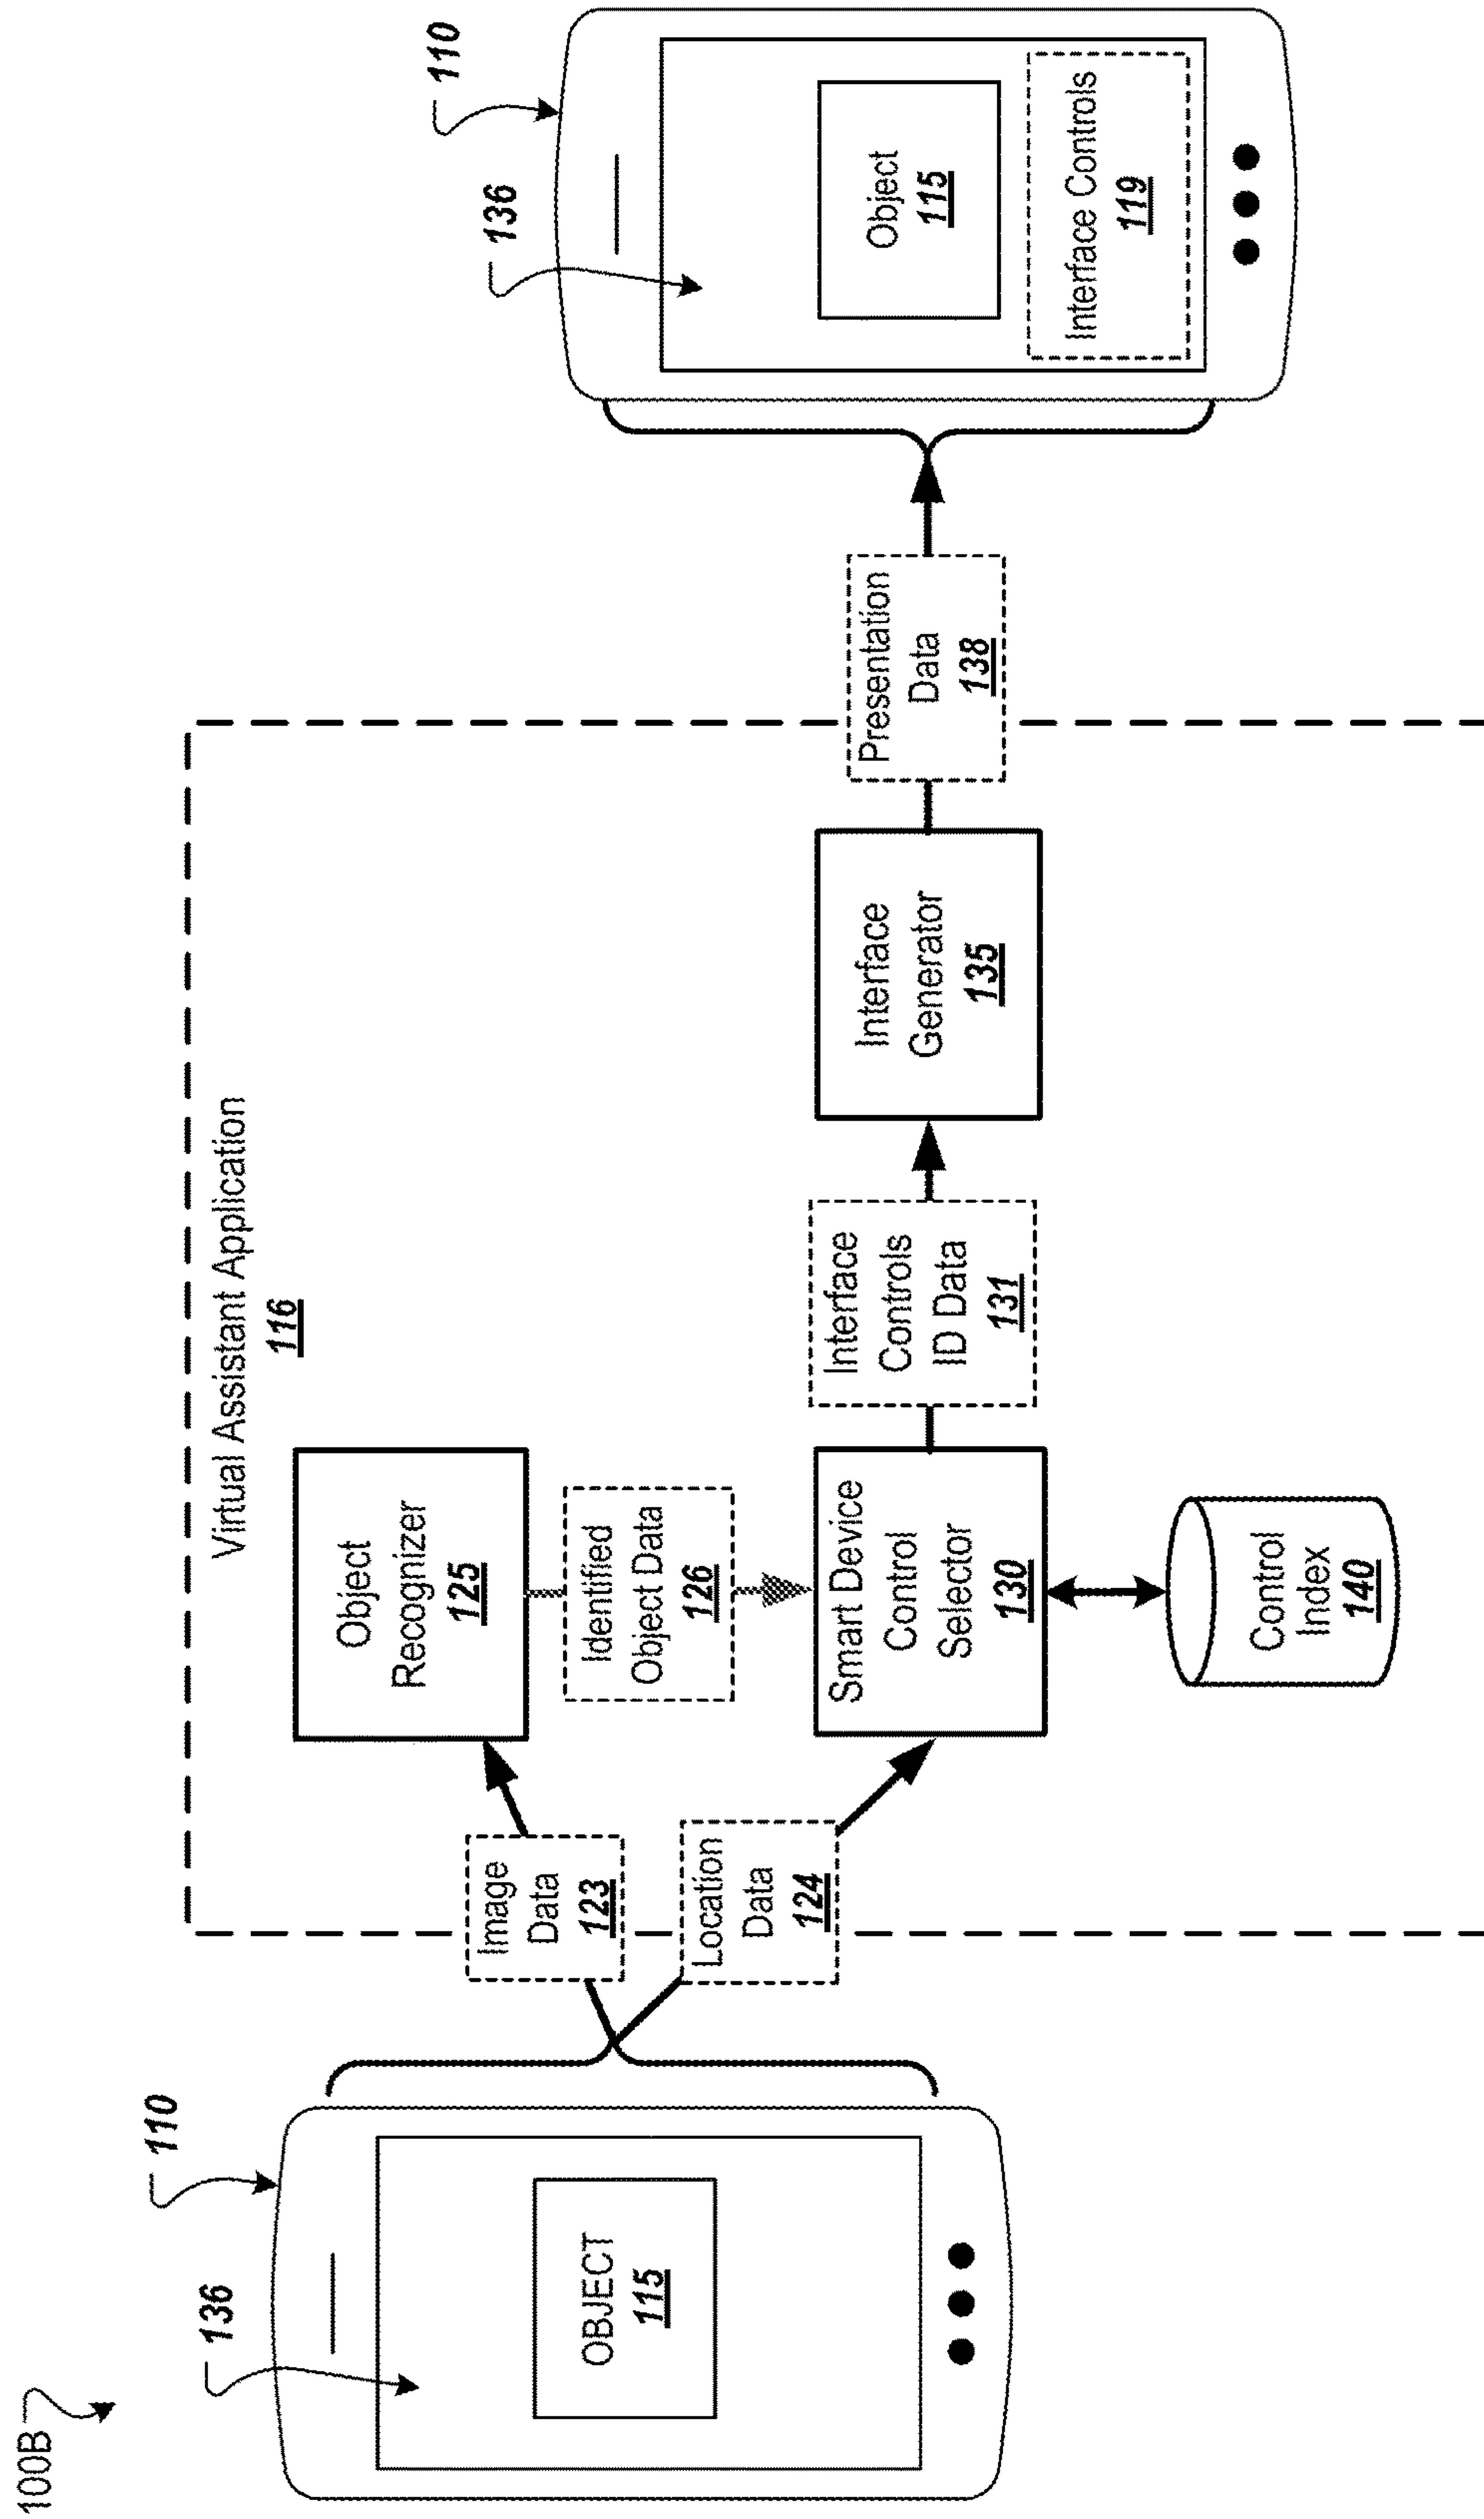 100B
136
110
OBJECT
115
Image
Data
123
Location
Data
124
Virtual Assistant Application
116
Object
Recognizer
125
Identified
Object Data
126
Smart Device
Control
Selector
130
Control
Index
140
Interface
Controls
ID Data
131
Interface
Generator
135
Presentation
Data
138
136
110
Object
115
Interface Controls
119